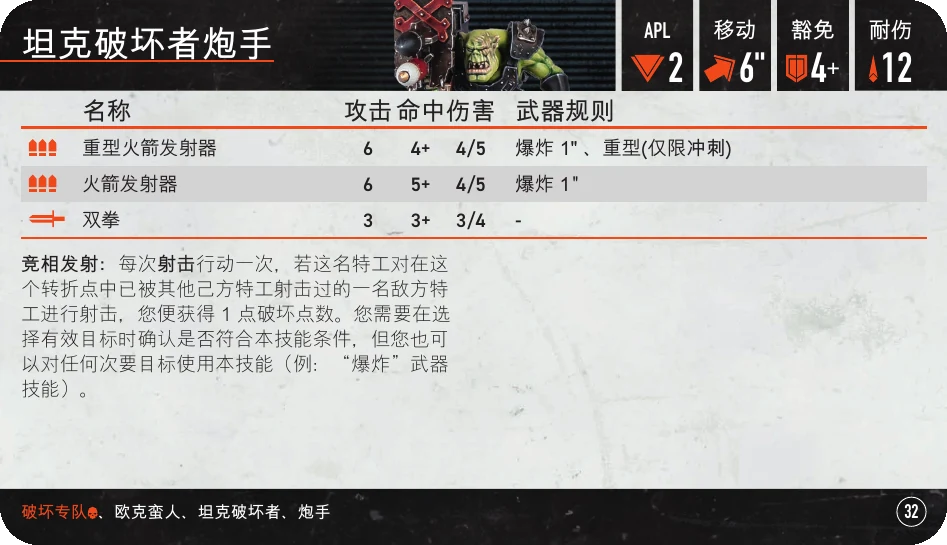 坦克破坏者炮手
APL 移动 豁免 耐伤
2 6" 4+ 12
名称 攻击 命中 伤害 武器规则
重型火箭发射器 6 4+ 4/5 爆炸 1" 、重型(仅限冲刺)
火箭发射器 6 5+ 4/5 爆炸 1"
双拳 3 3+ 3/4 -
竞相发射：每次射击行动一次，若这名特工对在这
个转折点中已被其他己方特工射击过的一名敌方特
工进行射击，您便获得 1 点破坏点数。您需要在选
择有效目标时确认是否符合本技能条件，但您也可
以对任何次要目标使用本技能（例：“爆炸”武器
技能）。
破坏专队、欧克蛮人、坦克破坏者、炮手
32